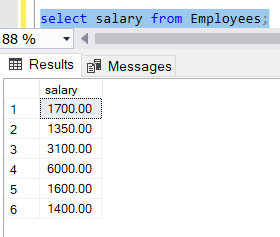 select salary from Employees;
88 %
Results Messages
salary
1 1700.00
2 1350.00
3 3100.00
4 6000.00
5 1600.00
6 1400.00